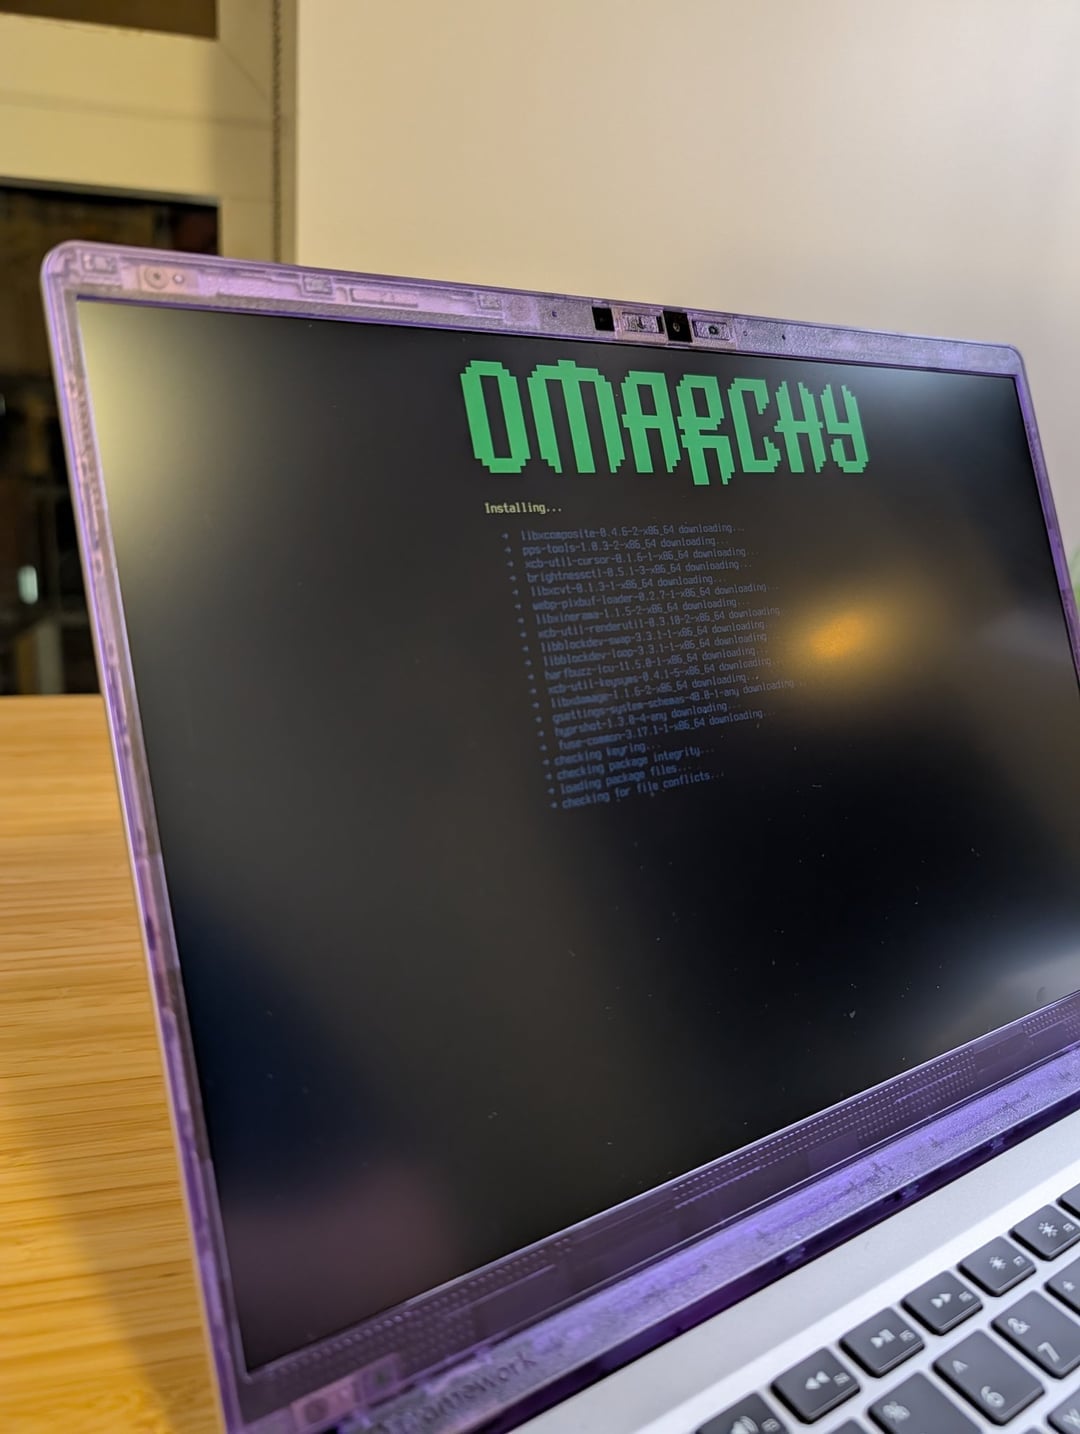 OMARCHY
Installing...
→ libxcomposite-0.4.6-2-x86_64 downloading...
→ pps-tools-1.0.3-2-x86_64 downloading...
→ xcb-util-cursor-0.1.6-1-x86_64 downloading...
→ brightnessctl-0.5.1-3-x86_64 downloading...
→ libxcvt-0.1.3-1-x86_64 downloading...
→ webp-pixbuf-loader-0.2.7-1-x86_64 downloading...
→ libxinerama-1.1.5-2-x86_64 downloading...
→ xcb-util-renderutil-0.3.10-2-x86_64 downloading...
→ libblockdev-swap-3.3.1-1-x86_64 downloading...
→ libblockdev-loop-3.3.1-1-x86_64 downloading...
→ harfbuzz-icu-11.5.0-1-x86_64 downloading...
→ xcb-util-keysyms-0.4.1-5-x86_64 downloading...
→ libxdamage-1.1.6-2-x86_64 downloading...
→ gsettings-system-schemas-48.0-1-any downloading...
→ hyprshot-1.3.0-4-any downloading...
→ fuse-common-3.17.1-1-x86_64 downloading...
→ checking keyring...
→ checking package integrity...
→ loading package files...
→ checking for file conflicts...
framework
& 7
^ 6
%